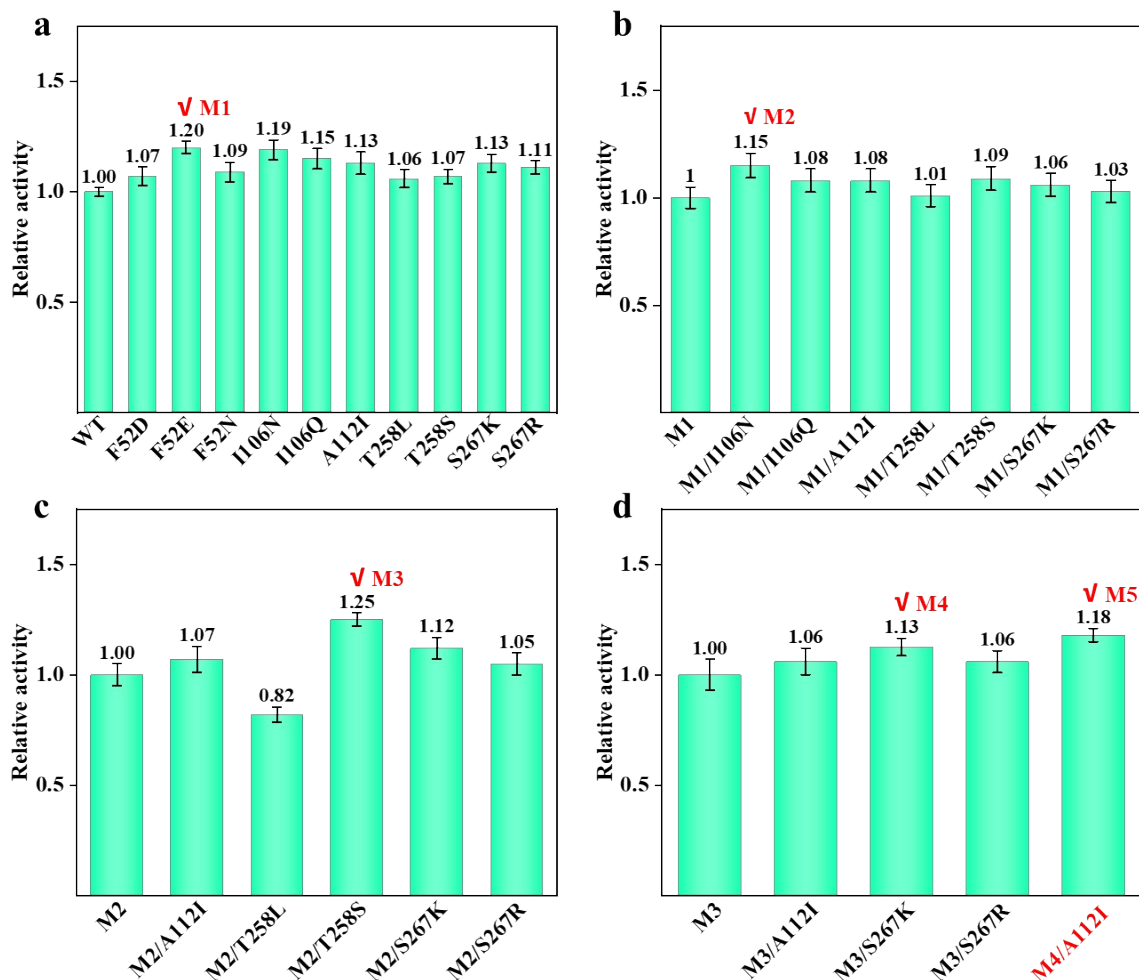 a
Relative activity
1.5
1.0
0.5
√ M1
1.00
1.07
1.20
1.09
1.19
1.15
1.13
1.06
1.07
1.13
1.11
WT
F52D
F52E
F52N
I106N
I106Q
A112I
T258L
T258S
S267K
S267R
b
Relative activity
1.5
1.0
0.5
√ M2
1
1.15
1.08
1.08
1.01
1.09
1.06
1.03
M1
M1/I106N
M1/I106Q
M1/A112I
M1/T258L
M1/T258S
M1/S267K
M1/S267R
c
Relative activity
1.5
1.0
0.5
√ M3
1.00
1.07
0.82
1.25
1.12
1.05
M2
M2/A112I
M2/T258L
M2/T258S
M2/S267K
M2/S267R
d
Relative activity
1.5
1.0
0.5
√ M4
√ M5
1.00
1.06
1.13
1.06
1.18
M3
M3/A112I
M3/S267K
M3/S267R
M4/A112I